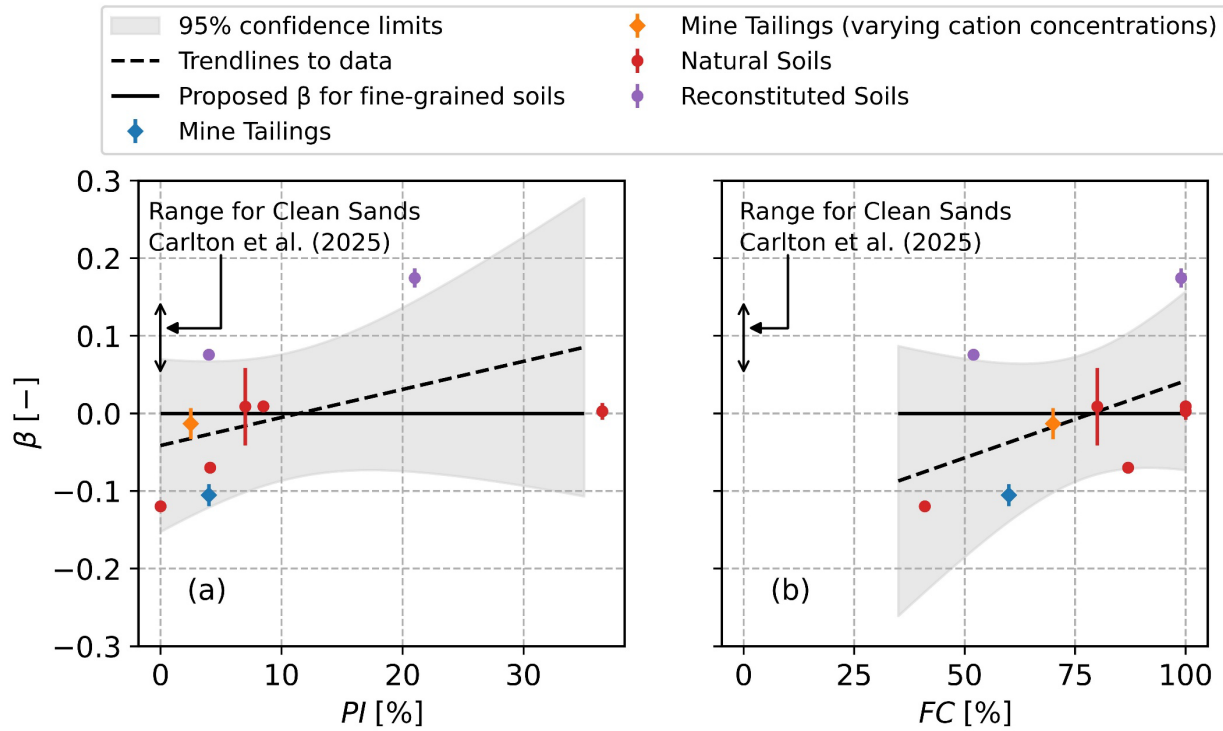 95% confidence limits
Trendlines to data
Proposed β for fine-grained soils
Mine Tailings
Mine Tailings (varying cation concentrations)
Natural Soils
Reconstituted Soils
β [−]
0.3
0.2
0.1
0.0
−0.1
−0.2
−0.3
Range for Clean Sands
Carlton et al. (2025)
(a)
0 10 20 30
PI [%]
Range for Clean Sands
Carlton et al. (2025)
(b)
0 25 50 75 100
FC [%]